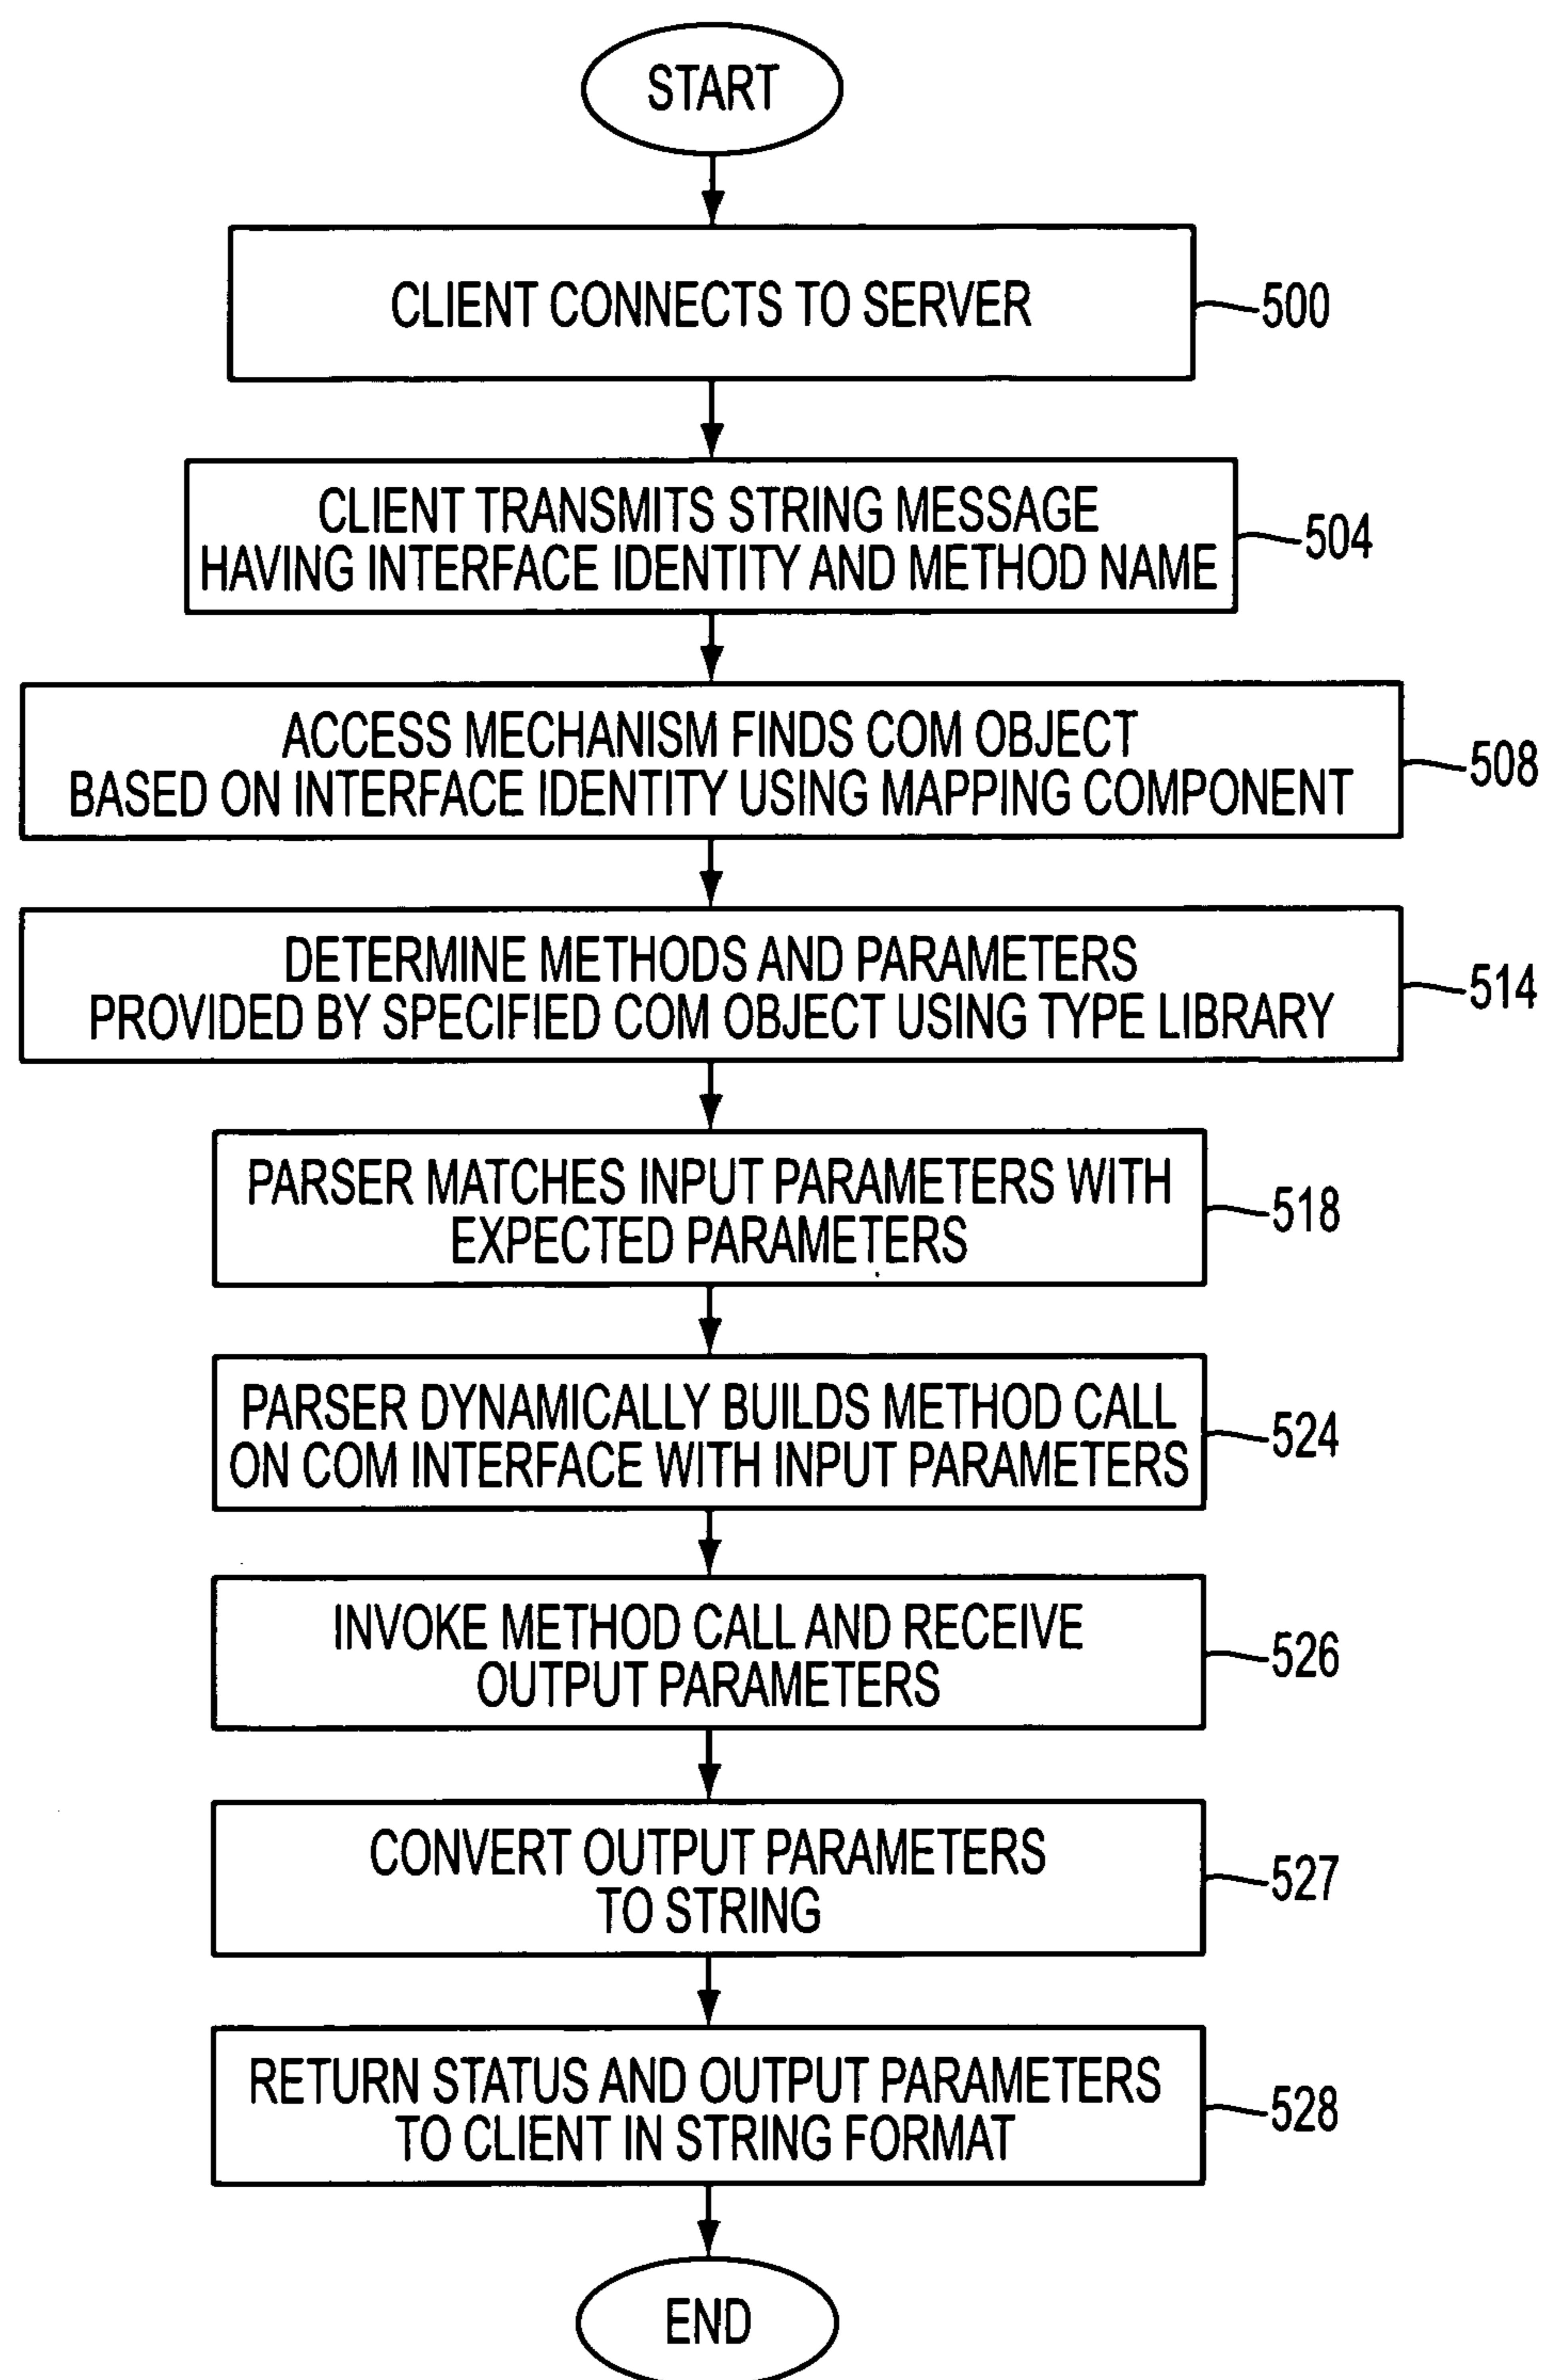 START
CLIENT CONNECTS TO SERVER
500
CLIENT TRANSMITS STRING MESSAGE
HAVING INTERFACE IDENTITY AND METHOD NAME
504
ACCESS MECHANISM FINDS COM OBJECT
BASED ON INTERFACE IDENTITY USING MAPPING COMPONENT
508
DETERMINE METHODS AND PARAMETERS
PROVIDED BY SPECIFIED COM OBJECT USING TYPE LIBRARY
514
PARSER MATCHES INPUT PARAMETERS WITH
EXPECTED PARAMETERS
518
PARSER DYNAMICALLY BUILDS METHOD CALL
ON COM INTERFACE WITH INPUT PARAMETERS
524
INVOKE METHOD CALL AND RECEIVE
OUTPUT PARAMETERS
526
CONVERT OUTPUT PARAMETERS
TO STRING
527
RETURN STATUS AND OUTPUT PARAMETERS
TO CLIENT IN STRING FORMAT
528
END